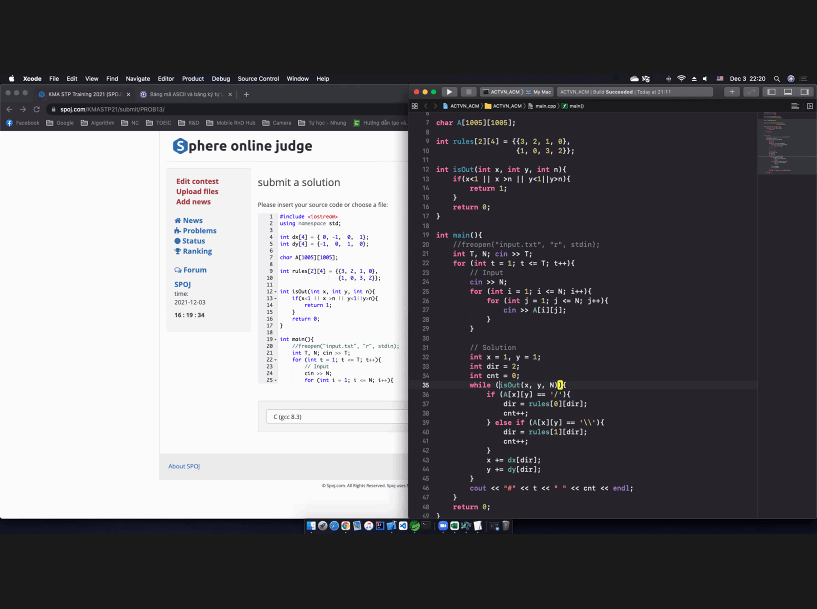 Xcode File Edit View Find Navigate Editor Product Debug Source Control Window Help
Dec 3 22:20
KMA STP Training 2021 (SPOJ
Bảng mã ASCII và bảng ký tự
spoj.com/KMASTP21/submit/PROB13/
Facebook Google Algorithm NC TOEIC R&D Mobile RnD Hub Camera Tự học - Nhung Hướng dẫn tạo và
Sphere online judge
Edit contest
Upload files
Add news
News
Problems
Status
Ranking
Forum
SPOJ
time:
2021-12-03
16 : 19 : 34
submit a solution
Please insert your source code or choose a file:
1 #include <iostream>
2 using namespace std;
3
4 int dx[4] = { 0, -1, 0, 1};
5 int dy[4] = {-1, 0, 1, 0};
6
7 char A[1005][1005];
8
9 int rules[2][4] = {{3, 2, 1, 0},
10 {1, 0, 3, 2}};
11
12 int isOut(int x, int y, int n){
13 if(x<1 || x >n || y<1||y>n){
14 return 1;
15 }
16 return 0;
17 }
18
19 int main(){
20 //freopen("input.txt", "r", stdin);
21 int T, N; cin >> T;
22 for (int t = 1; t <= T; t++){
23 // Input
24 cin >> N;
25 for (int i = 1; i <= N; i++){
C (gcc 8.3)
About SPOJ
© Spoj.com. All Rights Reserved. Spoj uses
ACTVN_ACM My Mac
ACTVN_ACM | Build Succeeded | Today at 21:11
ACTVN_ACM ACTVN_ACM main.cpp main()
6
7 char A[1005][1005];
8
9 int rules[2][4] = {{3, 2, 1, 0},
10 {1, 0, 3, 2}};
11
12 int isOut(int x, int y, int n){
13 if(x<1 || x >n || y<1||y>n){
14 return 1;
15 }
16 return 0;
17 }
18
19 int main(){
20 //freopen("input.txt", "r", stdin);
21 int T, N; cin >> T;
22 for (int t = 1; t <= T; t++){
23 // Input
24 cin >> N;
25 for (int i = 1; i <= N; i++){
26 for (int j = 1; j <= N; j++){
27 cin >> A[i][j];
28 }
29 }
30
31 // Solution
32 int x = 1, y = 1;
33 int dir = 2;
34 int cnt = 0;
35 while (isOut(x, y, N)){
36 if (A[x][y] == '/'){
37 dir = rules[0][dir];
38 cnt++;
39 } else if (A[x][y] == '\\'){
40 dir = rules[1][dir];
41 cnt++;
42 }
43 x += dx[dir];
44 y += dy[dir];
45 }
46 cout << "#" << t << " " << cnt << endl;
47 }
48 return 0;
49 }